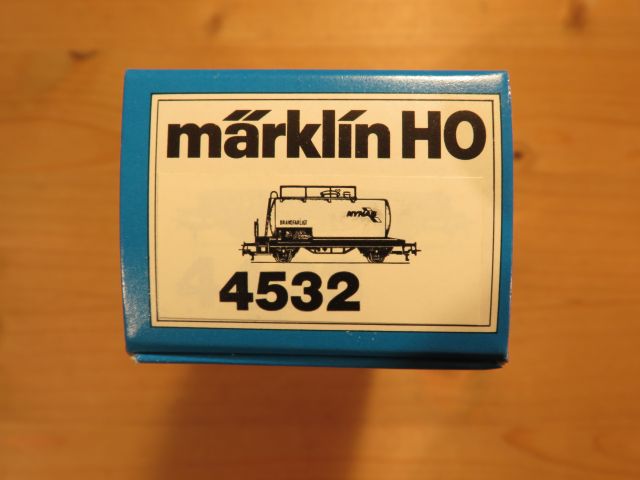 märklin HO
NYNÄS
BRANDFARLIGT
4532